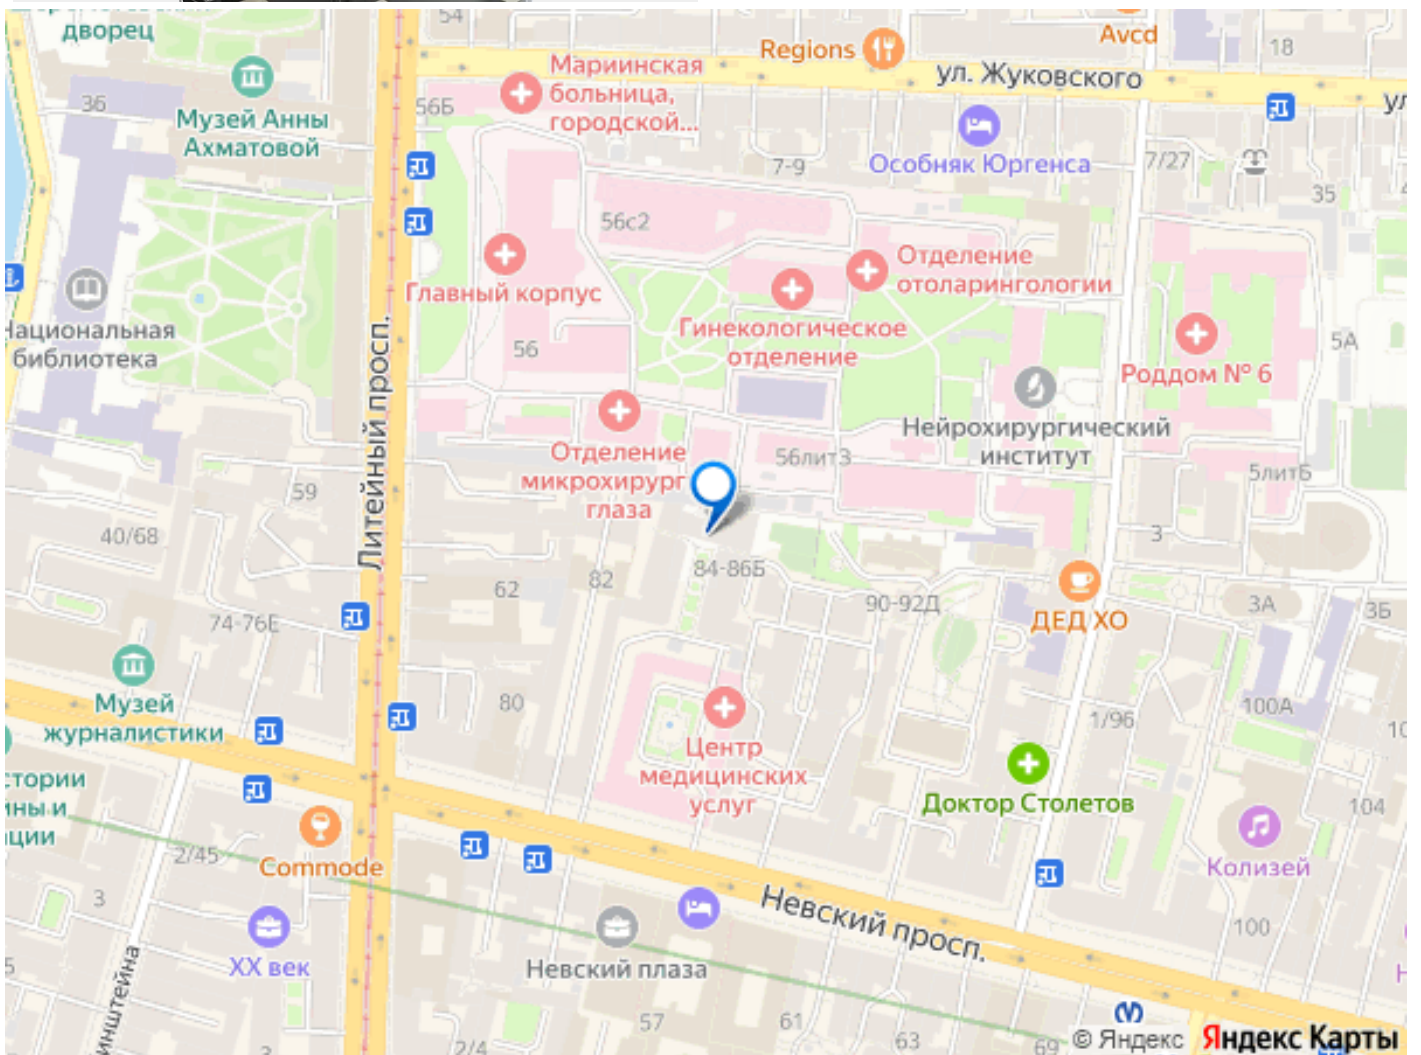 дворец
54
Regions
Avcd
18
Мариинская
больница,
городской...
ул. Жуковского
36
56Б
Музей Анны
Ахматовой
Особняк Юргенса
7-9
7/27
35
56с2
Отделение
отоларингологии
Главный корпус
Национальная
библиотека
Гинекологическое
отделение
56
5А
Роддом № 6
Литейный просп.
Нейрохирургический
институт
Отделение
микрохирург
глаза
56литЗ
5литБ
59
40/68
3
84-86Б
62
82
90-92Д
ДЕД ХО
3А
3Б
74-76Е
Музей
журналистики
80
100А
1/96
10
Центр
медицинских
услуг
Доктор Столетов
104
Колизей
Commode
2/45
3
XX век
Невский просп.
100
Невский плаза
57
61
63
69
2/4
© Яндекс Яндекс Карты